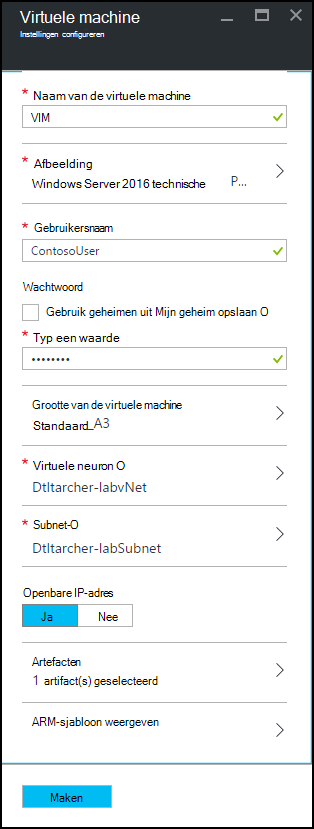 Virtuele machine
Instellingen configureren
* Naam van de virtuele machine
VIM
* Afbeelding
Windows Server 2016 technische P...
* Gebruikersnaam
ContosoUser
Wachtwoord
Gebruik geheimen uit Mijn geheim opslaan O
* Typ een waarde
••••••••
Grootte van de virtuele machine
Standaard_A3
* Virtuele neuron O
Dtltarcher-labvNet
* Subnet-O
Dtltarcher-labSubnet
Openbare IP-adres
Ja Nee
Artefacten
1 artifact(s) geselecteerd
ARM-sjabloon weergeven
Maken